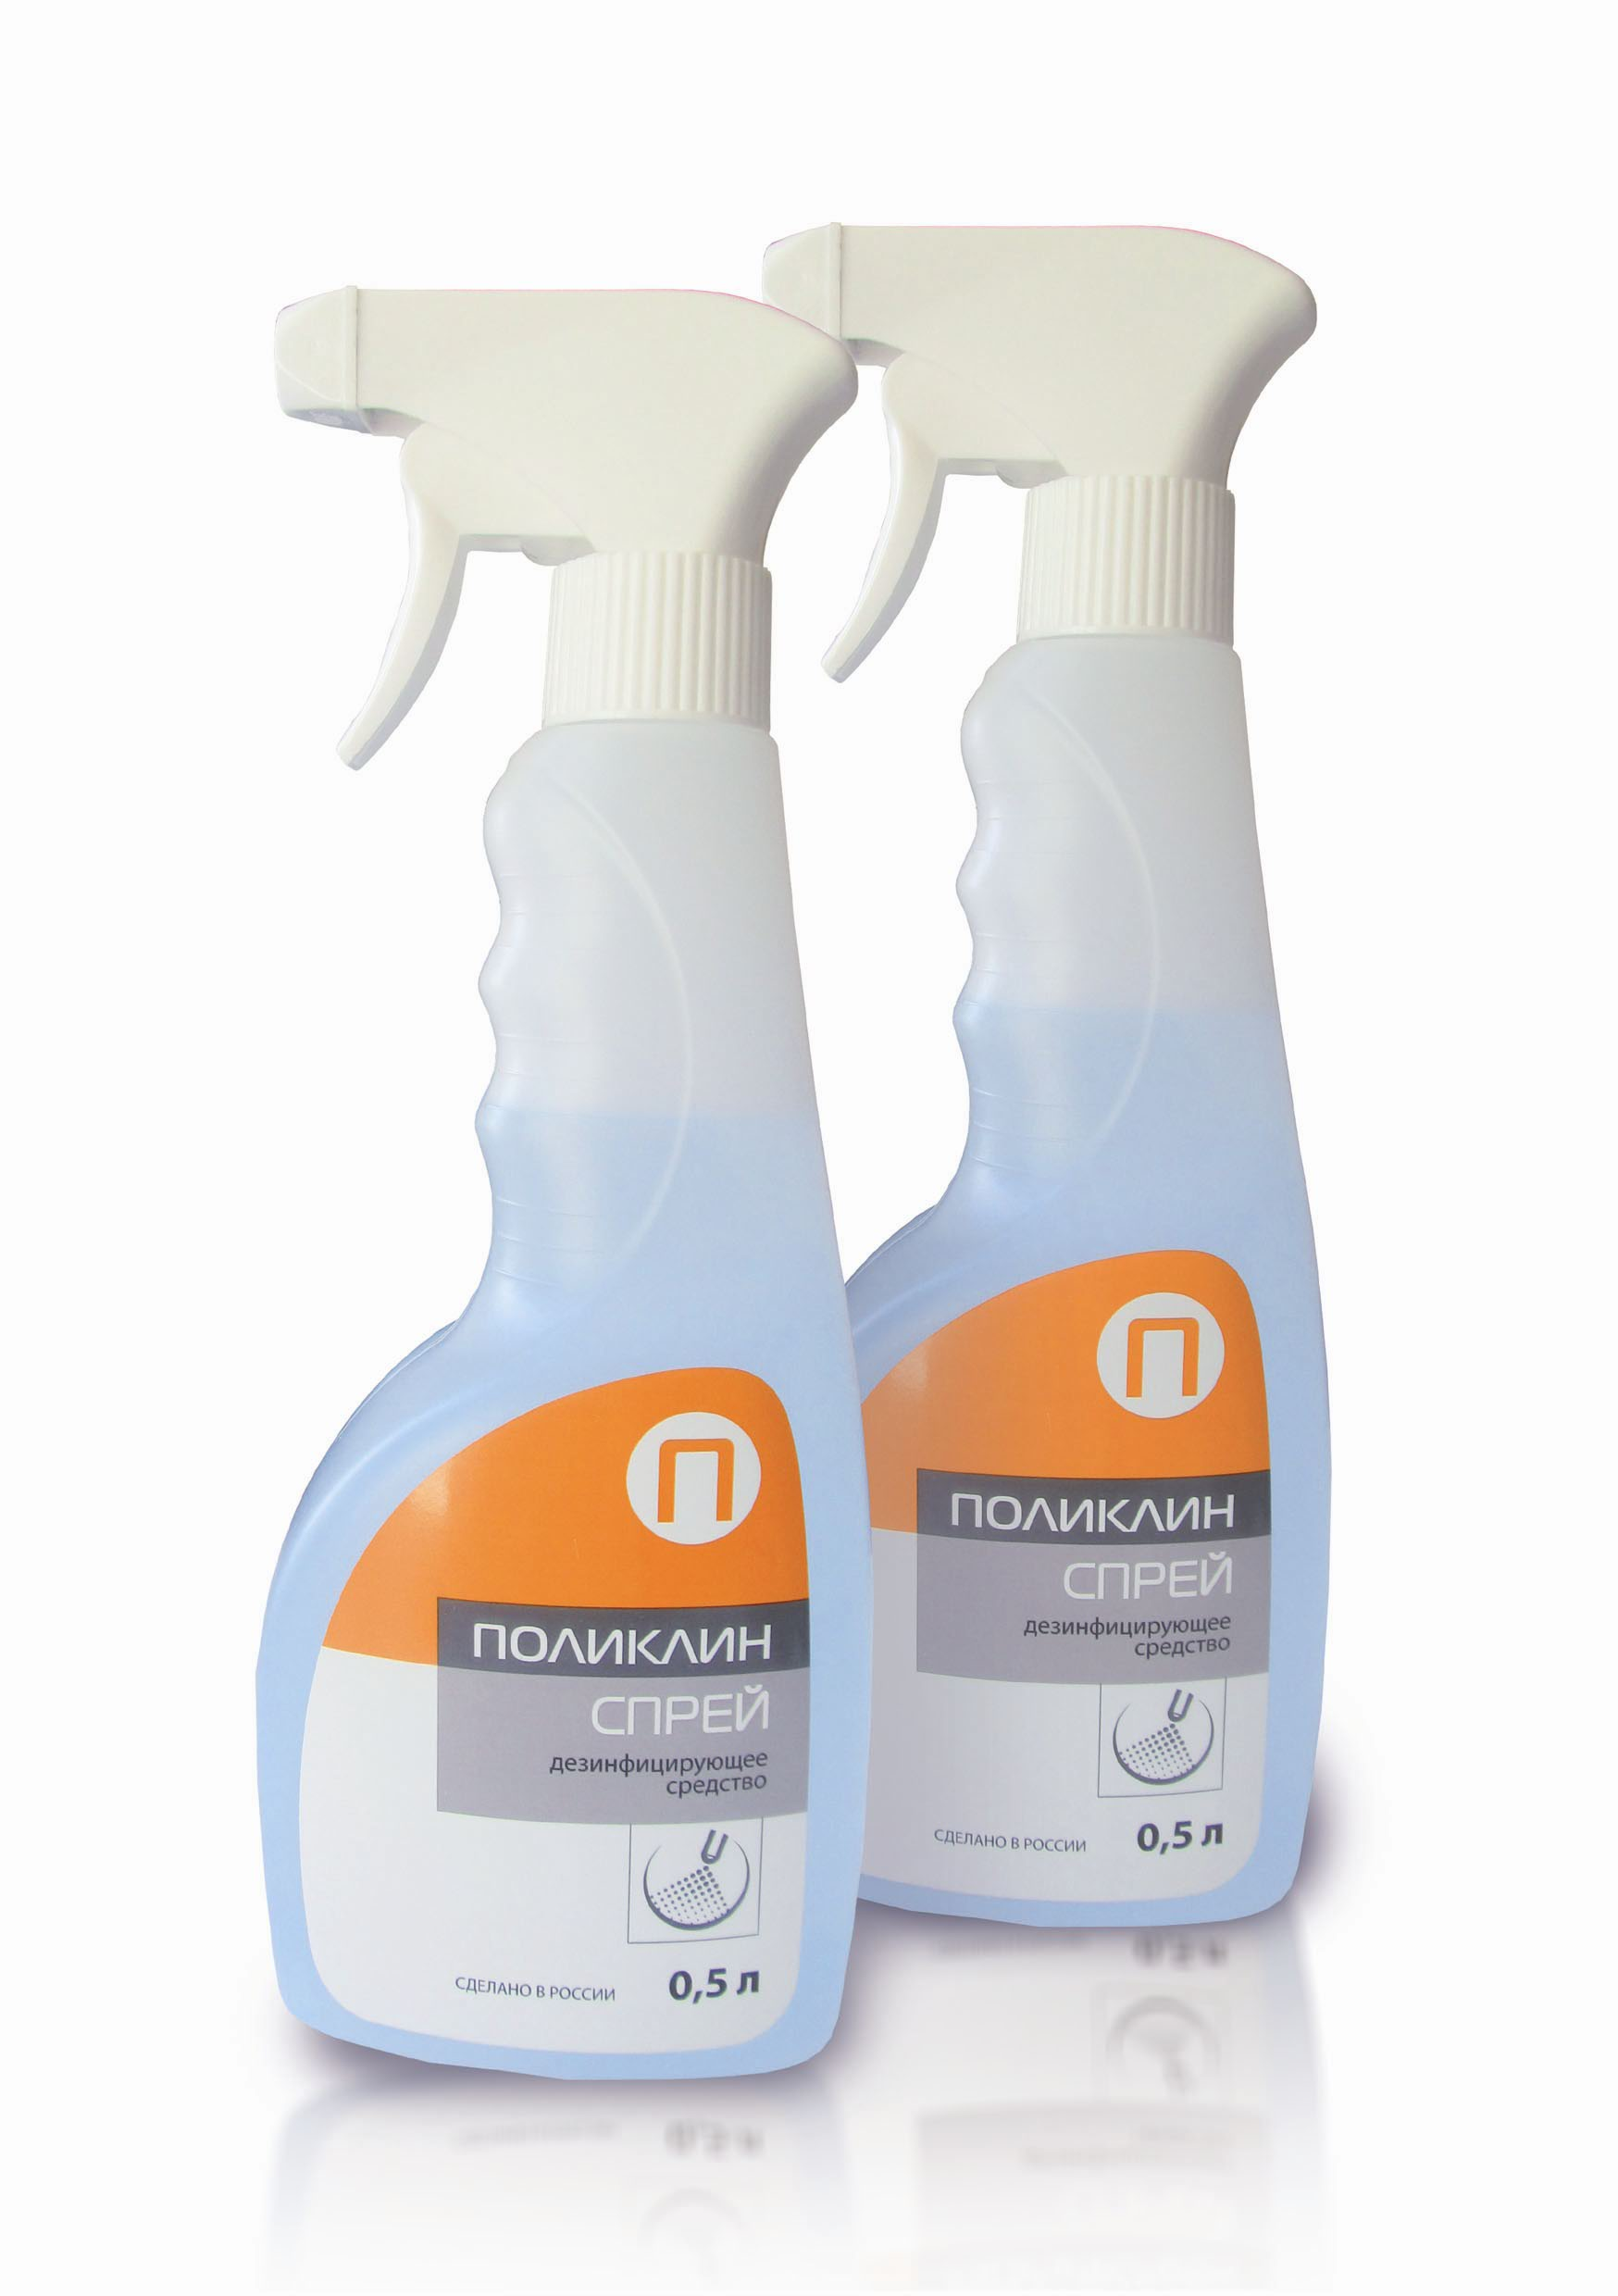 П
ПОЛИКЛИН
СПРЕЙ
дезинфицирующее
средство
СДЕЛАНО В РОССИИ 0,5 л
П
ПОЛИКЛИН
СПРЕЙ
дезинфицирующее
средство
СДЕЛАНО В РОССИИ 0,5 л